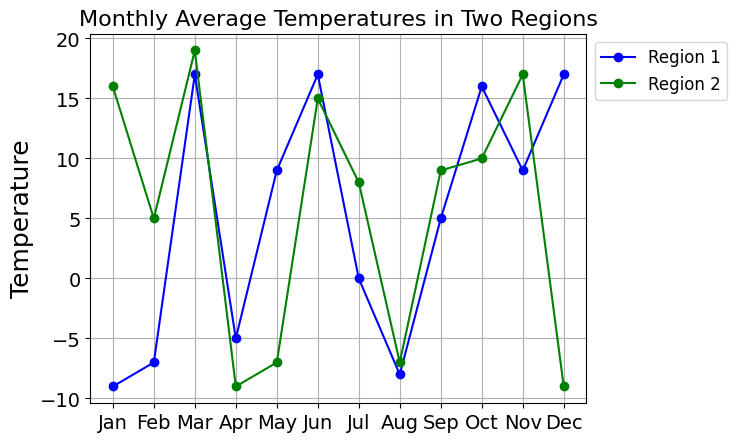 Monthly Average Temperatures in Two Regions
Temperature
20
15
10
5
0
−5
−10
Jan Feb Mar Apr May Jun Jul Aug Sep Oct Nov Dec
Region 1
Region 2